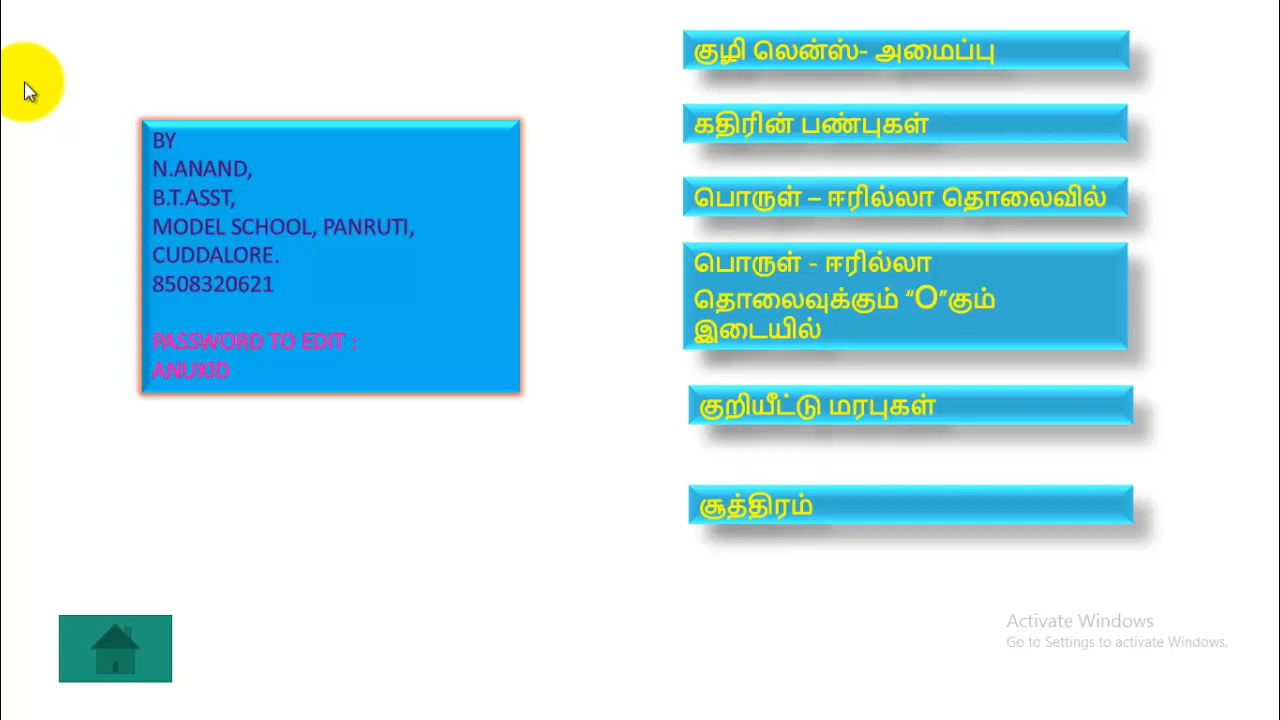 BY
N.ANAND,
B.T.ASST,
MODEL SCHOOL, PANRUTI,
CUDDALORE.
8508320621
PASSWORD TO EDIT :
ANUKID
குழி லென்ஸ்- அமைப்பு
கதிரின் பண்புகள்
பொருள் – ஈரில்லா தொலைவில்
பொருள் - ஈரில்லா
தொலைவுக்கும் “O”கும்
இடையில்
குறியீட்டு மரபுகள்
சூத்திரம்
Activate Windows
Go to Settings to activate Windows.